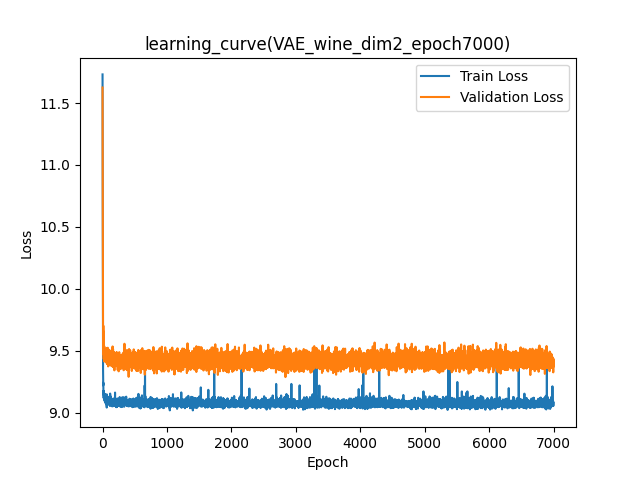 learning_curve(VAE_wine_dim2_epoch7000)
Train Loss
Validation Loss
11.5
11.0
10.5
10.0
9.5
9.0
Loss
0 1000 2000 3000 4000 5000 6000 7000
Epoch